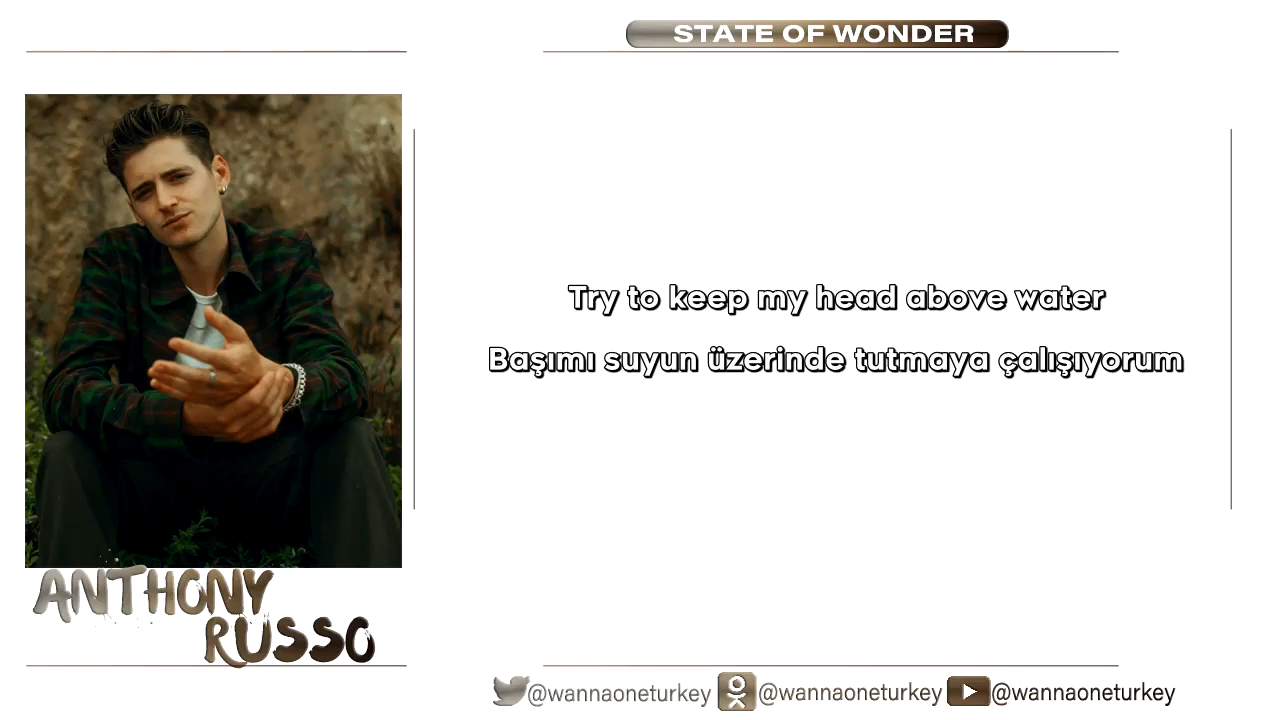 STATE OF WONDER
Try to keep my head above water
Başımı suyun üzerinde tutmaya çalışıyorum
ANTHONY
RUSSO
@wannaoneturkey @wannaoneturkey @wannaoneturkey